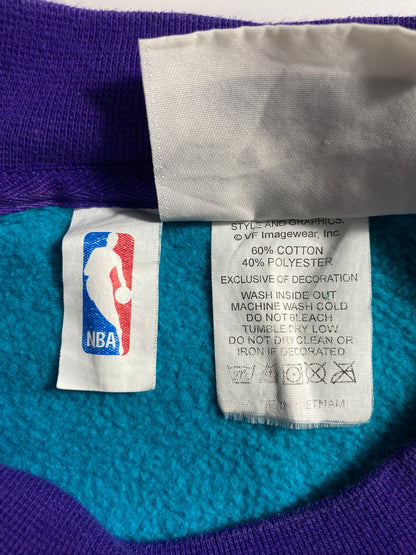 STYLE AND GRAPHICS.
© VF Imagewear, Inc.
60% COTTON
40% POLYESTER
EXCLUSIVE OF DECORATION
WASH INSIDE OUT
MACHINE WASH COLD
DO NOT BLEACH
TUMBLE DRY LOW
DO NOT DRY CLEAN OR
IRON IF DECORATED
VIETNAM
NBA